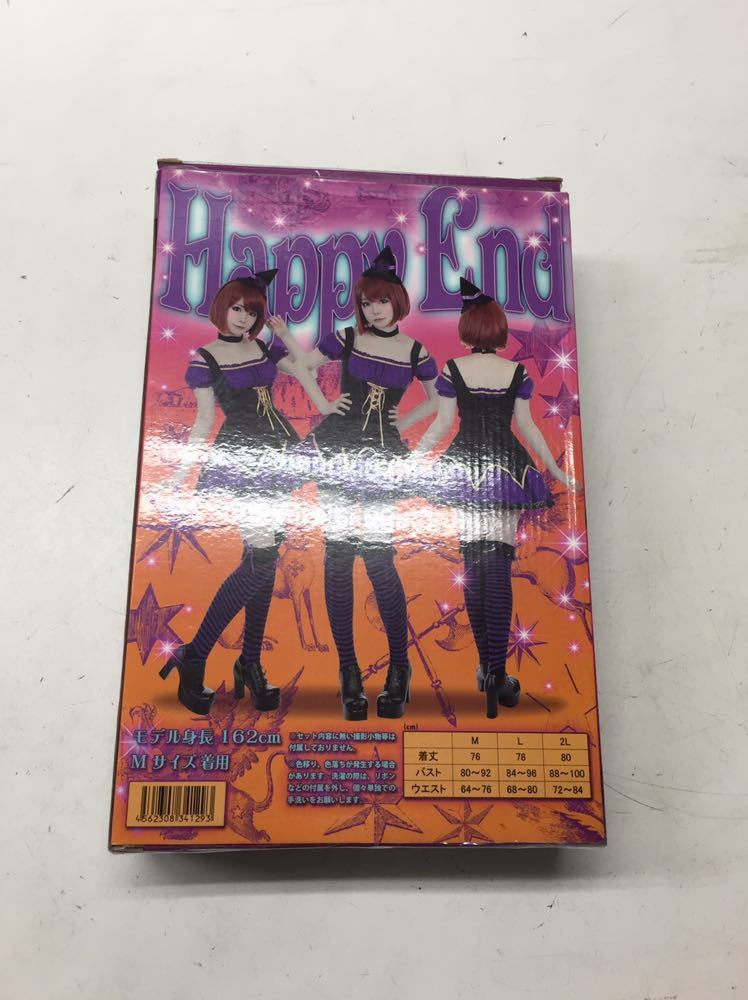 Happy End
モデル身長 162cm
Mサイズ着用
※セット内容に無い撮影小物等は
付属しておりません。
※色移り、色落ちが発生する場合
があります 洗濯の際は、リボン
などの付属を外し、個々単独での
手洗いをお願いします。
(cm)
M L 2L
着丈 76 78 80
バスト 80〜92 84〜96 88〜100
ウエスト 64〜76 68〜80 72〜84
4562308 341293